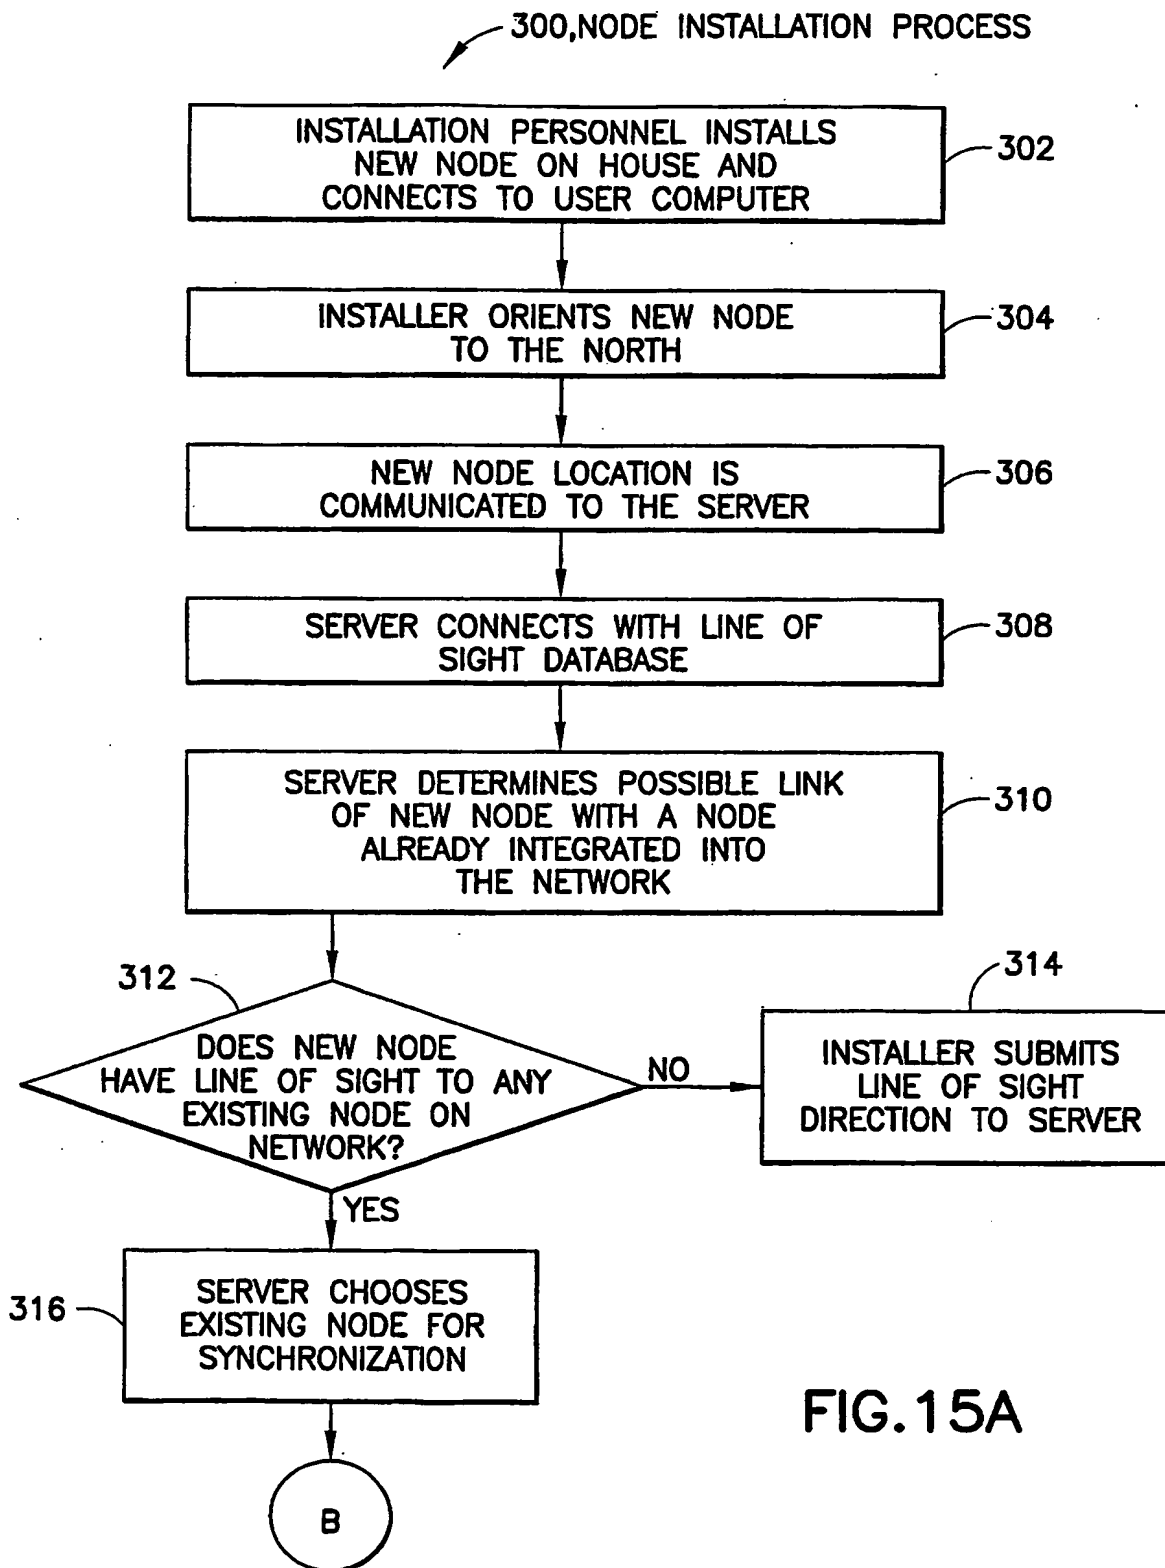 300,NODE INSTALLATION PROCESS
INSTALLATION PERSONNEL INSTALLS
NEW NODE ON HOUSE AND
CONNECTS TO USER COMPUTER
302
INSTALLER ORIENTS NEW NODE
TO THE NORTH
304
NEW NODE LOCATION IS
COMMUNICATED TO THE SERVER
306
SERVER CONNECTS WITH LINE OF
SIGHT DATABASE
308
SERVER DETERMINES POSSIBLE LINK
OF NEW NODE WITH A NODE
ALREADY INTEGRATED INTO
THE NETWORK
310
312
DOES NEW NODE
HAVE LINE OF SIGHT TO ANY
EXISTING NODE ON
NETWORK?
NO
314
INSTALLER SUBMITS
LINE OF SIGHT
DIRECTION TO SERVER
YES
316
SERVER CHOOSES
EXISTING NODE FOR
SYNCHRONIZATION
B
FIG.15A